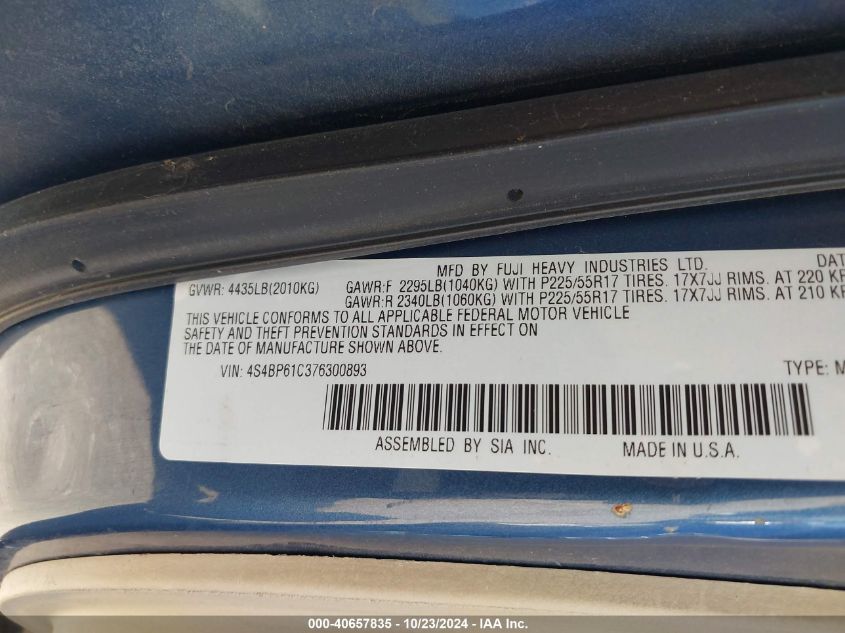 MFD BY FUJI HEAVY INDUSTRIES LTD. DAT
GVWR: 4435LB(2010KG) GAWR:F 2295LB(1040KG) WITH P225/55R17 TIRES. 17X7JJ RIMS. AT 220 KP
GAWR:R 2340LB(1060KG) WITH P225/55R17 TIRES. 17X7JJ RIMS. AT 210 KP
THIS VEHICLE CONFORMS TO ALL APPLICABLE FEDERAL MOTOR VEHICLE
SAFETY AND THEFT PREVENTION STANDARDS IN EFFECT ON
THE DATE OF MANUFACTURE SHOWN ABOVE.
VIN: 4S4BP61C376300893 TYPE: M
ASSEMBLED BY SIA INC. MADE IN U.S.A.
000-40657835 - 10/23/2024 - IAA Inc.